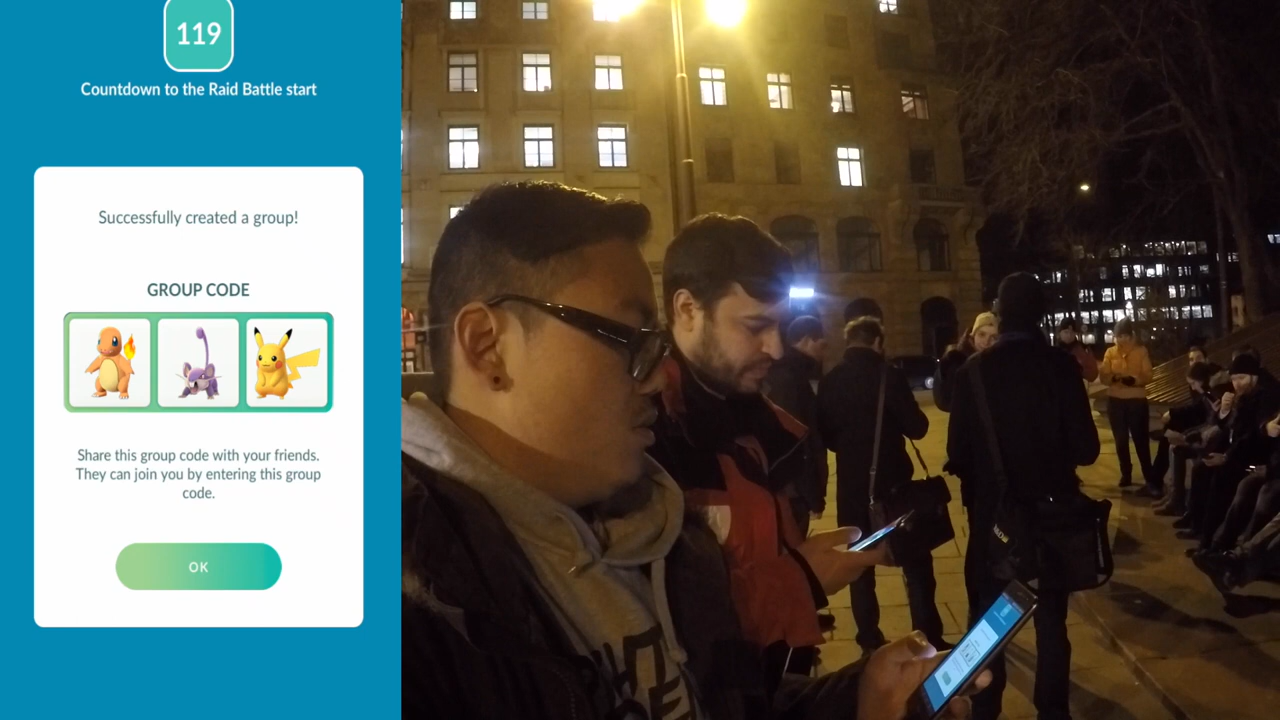 119
Countdown to the Raid Battle start
Successfully created a group!
GROUP CODE
Share this group code with your friends.
They can join you by entering this group
code.
OK